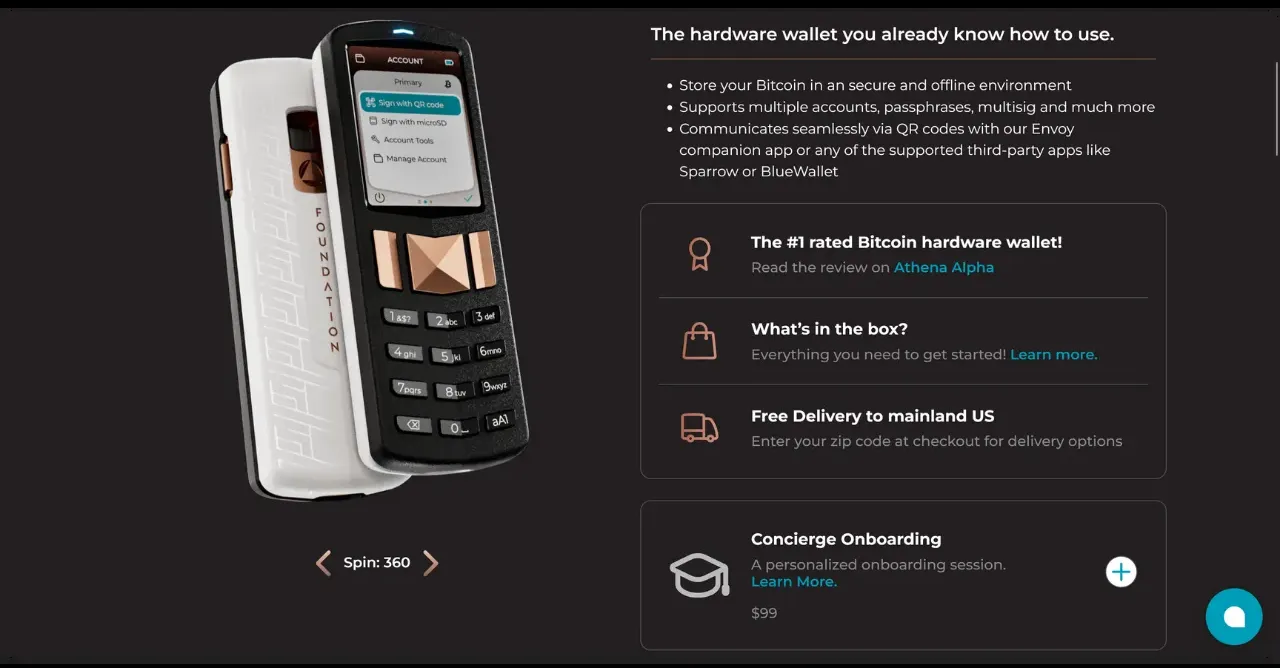 The hardware wallet you already know how to use.
Store your Bitcoin in an secure and offline environment
Supports multiple accounts, passphrases, multisig and much more
Communicates seamlessly via QR codes with our Envoy
companion app or any of the supported third-party apps like
Sparrow or BlueWallet
ACCOUNT
Primary
Sign with QR code
Sign with microSD
Account Tools
Manage Account
FOUNDATION
1 &$?
2 abc
3 def
4 ghi
5 jkl
6 mno
7 pqrs
8 tuv
9 wxyz
0
aA1
Spin: 360
The #1 rated Bitcoin hardware wallet!
Read the review on Athena Alpha
What's in the box?
Everything you need to get started! Learn more.
Free Delivery to mainland US
Enter your zip code at checkout for delivery options
Concierge Onboarding
A personalized onboarding session.
Learn More.
$99